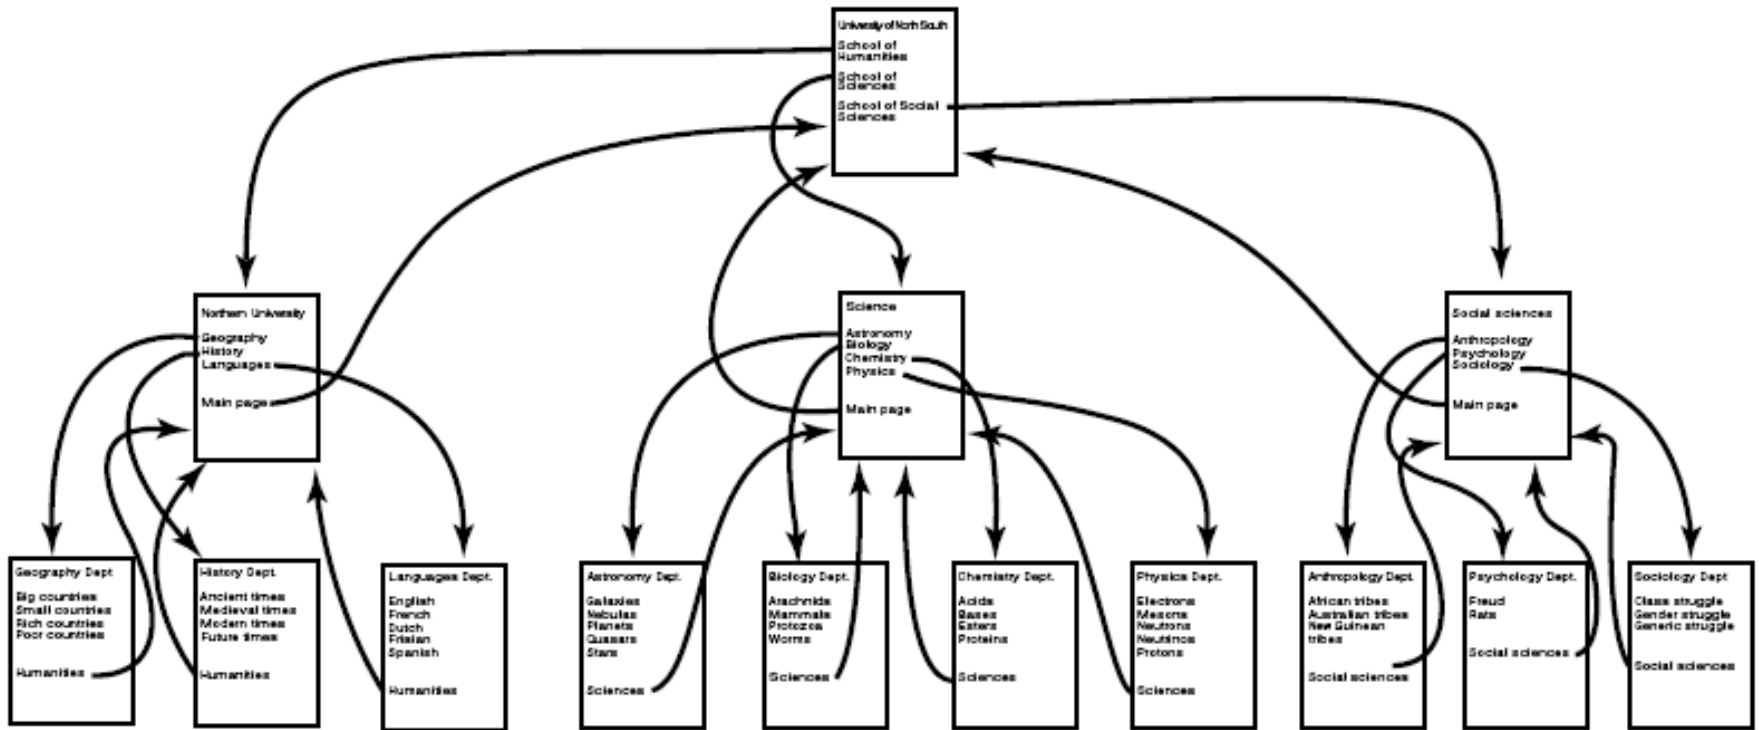 University of North South
School of
Humanities
School of
Sciences
School of Social
Sciences
Northern University
Geography
History
Languages
Main page
Science
Astronomy
Biology
Chemistry
Physics
Main page
Social sciences
Anthropology
Psychology
Sociology
Main page
Geography Dept
Big countries
Small countries
Rich countries
Poor countries
Humanities
History Dept.
Ancient times
Medieval times
Modern times
Future times
Humanities
Languages Dept.
English
French
Dutch
Frisian
Spanish
Humanities
Astronomy Dept.
Galaxies
Nebulas
Planets
Quasars
Stars
Sciences
Biology Dept.
Arachnids
Mammals
Protozoa
Worms
Sciences
Chemistry Dept.
Acids
Bases
Esters
Proteins
Sciences
Physics Dept.
Electrons
Mesons
Neutrons
Neutrinos
Protons
Sciences
Anthropology Dept.
African tribes
Australian tribes
New Guinean
tribes
Social sciences
Psychology Dept.
Freud
Rats
Social sciences
Sociology Dept
Class struggle
Gender struggle
Generic struggle
Social sciences